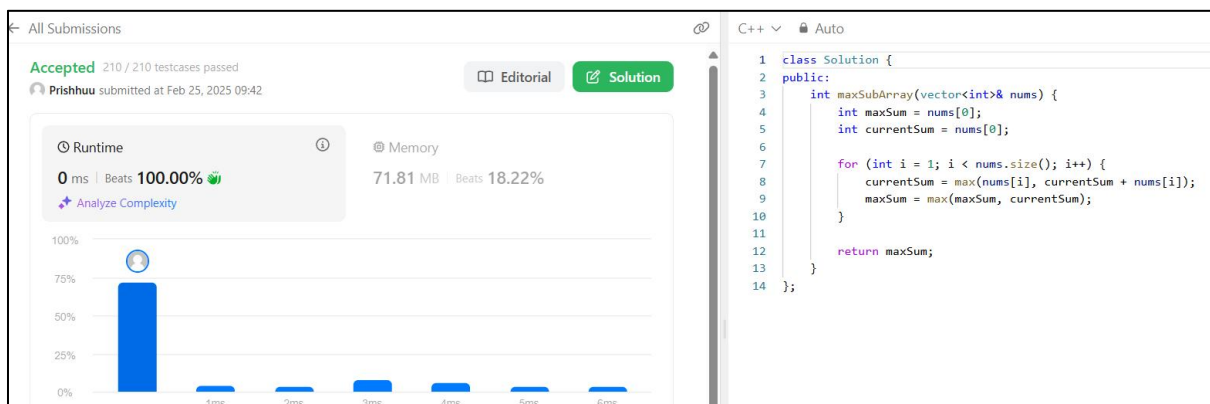 ← All Submissions
Accepted 210 / 210 testcases passed
Prishhuu submitted at Feb 25, 2025 09:42
Editorial
Solution
Runtime
0 ms | Beats 100.00%
Analyze Complexity
Memory
71.81 MB | Beats 18.22%
100%
75%
50%
25%
0%
1ms 2ms 3ms 4ms 5ms 6ms
C++ Auto
1 class Solution {
2 public:
3     int maxSubArray(vector<int>& nums) {
4         int maxSum = nums[0];
5         int currentSum = nums[0];
6
7         for (int i = 1; i < nums.size(); i++) {
8             currentSum = max(nums[i], currentSum + nums[i]);
9             maxSum = max(maxSum, currentSum);
10         }
11
12         return maxSum;
13     }
14 };